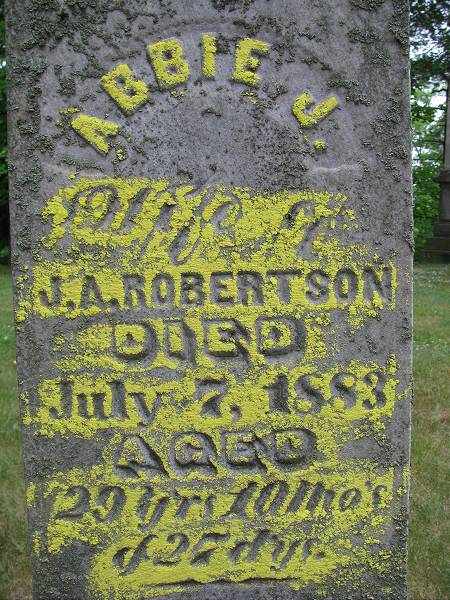 ABBIE J.
Wife of
J.A. ROBERTSON
DIED
July 7, 1883
AGED
29 yrs. 10 mo's
& 27 dys.